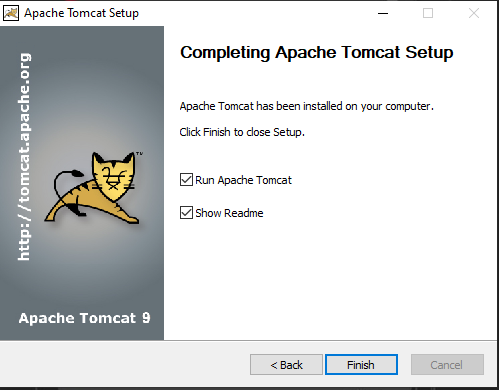 Apache Tomcat Setup
http://tomcat.apache.org
Apache Tomcat 9
Completing Apache Tomcat Setup
Apache Tomcat has been installed on your computer.
Click Finish to close Setup.
Run Apache Tomcat
Show Readme
< Back
Finish
Cancel